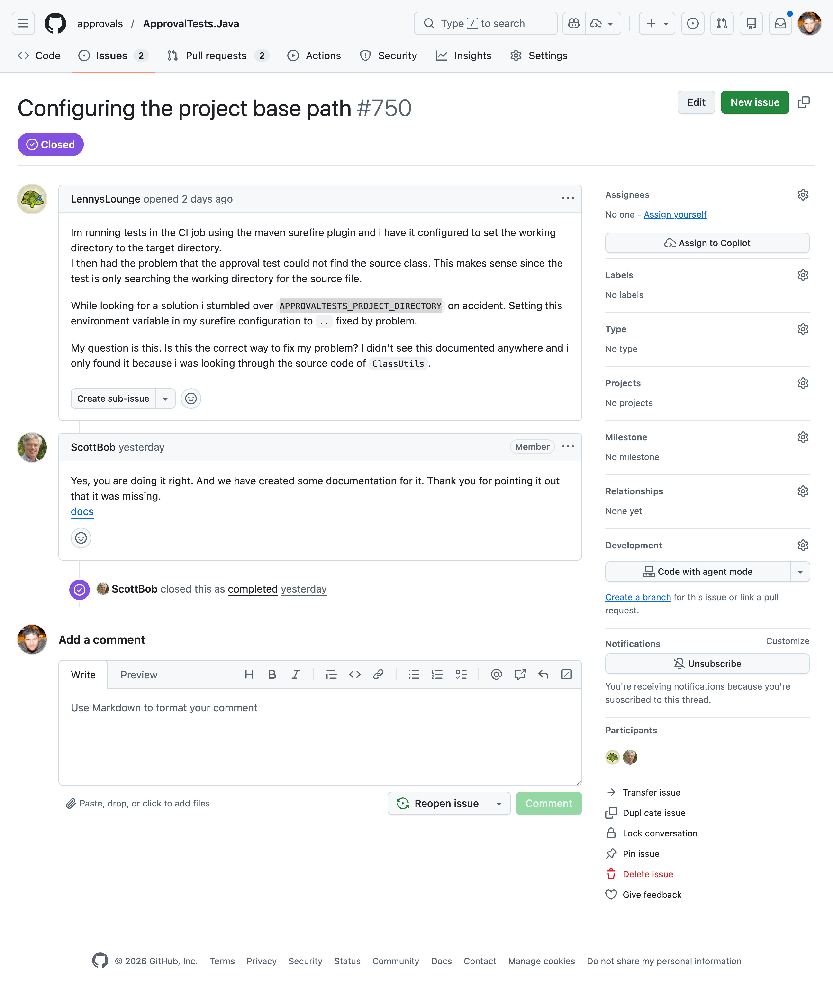 approvals / ApprovalTests.Java
Type / to search
Code
Issues 2
Pull requests 2
Actions
Security
Insights
Settings
Configuring the project base path #750
Edit
New issue
Closed
LennysLounge opened 2 days ago
Im running tests in the CI job using the maven surefire plugin and i have it configured to set the working
directory to the target directory.
I then had the problem that the approval test could not find the source class. This makes sense since the
test is only searching the working directory for the source file.
While looking for a solution i stumbled over APPROVALTESTS_PROJECT_DIRECTORY on accident. Setting this
environment variable in my surefire configuration to .. fixed by problem.
My question is this. Is this the correct way to fix my problem? I didn't see this documented anywhere and i
only found it because i was looking through the source code of ClassUtils.
Create sub-issue
ScottBob yesterday
Member
Yes, you are doing it right. And we have created some documentation for it. Thank you for pointing it out
that it was missing.
docs
ScottBob closed this as completed yesterday
Add a comment
Write
Preview
Use Markdown to format your comment
Paste, drop, or click to add files
Reopen issue
Comment
Assignees
No one - Assign yourself
Assign to Copilot
Labels
No labels
Type
No type
Projects
No projects
Milestone
No milestone
Relationships
None yet
Development
Code with agent mode
Create a branch for this issue or link a pull
request.
Notifications
Customize
Unsubscribe
You're receiving notifications because you're
subscribed to this thread.
Participants
Transfer issue
Duplicate issue
Lock conversation
Pin issue
Delete issue
Give feedback
© 2026 GitHub, Inc.
Terms
Privacy
Security
Status
Community
Docs
Contact
Manage cookies
Do not share my personal information